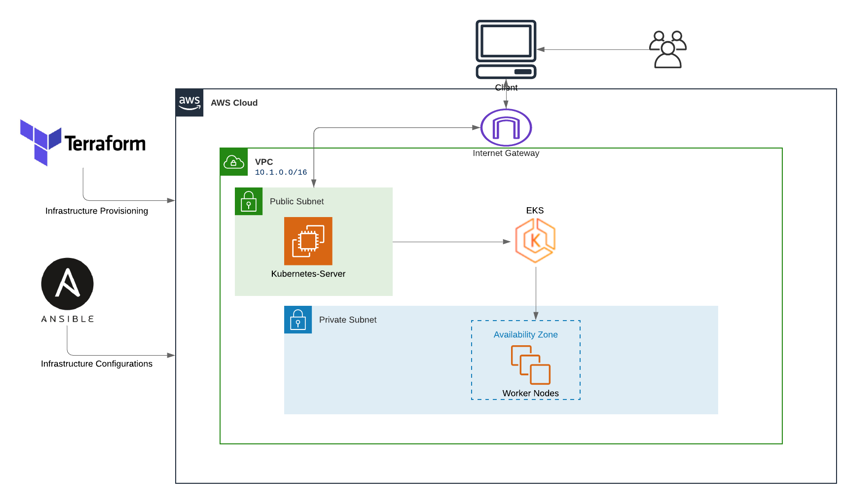 Client
aws
AWS Cloud
Terraform
Internet Gateway
VPC
10.1.0.0/16
Infrastructure Provisioning
Public Subnet
EKS
K
Kubernetes-Server
A
ANSIBLE
Private Subnet
Availability Zone
Infrastructure Configurations
Worker Nodes